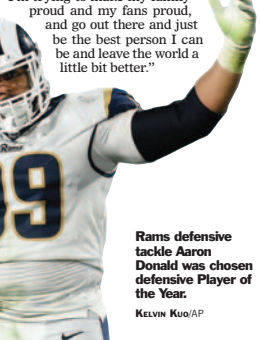 proud and my fans proud,
and go out there and just
be the best person I can
be and leave the world a
little bit better.”
Rams
99
Rams defensive
tackle Aaron
Donald was chosen
defensive Player of
the Year.
KELVIN KUO/AP